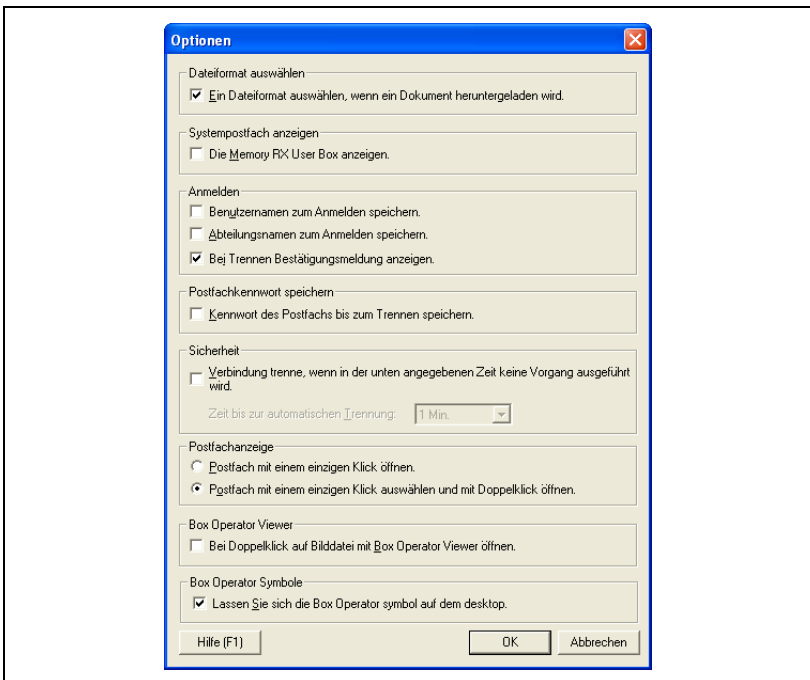 Optionen
Dateiformat auswählen
Ein Dateiformat auswählen, wenn ein Dokument heruntergeladen wird.
Systempostfach anzeigen
Die Memory RX User Box anzeigen.
Anmelden
Benutzernamen zum Anmelden speichern.
Abteilungsnamen zum Anmelden speichern.
Bei Trennen Bestätigungsmeldung anzeigen.
Postfachkennwort speichern
Kennwort des Postfachs bis zum Trennen speichern.
Sicherheit
Verbindung trenne, wenn in der unten angegebenen Zeit keine Vorgang ausgeführt
wird.
Zeit bis zur automatischen Trennung: 1 Min.
Postfachanzeige
Postfach mit einem einzigen Klick öffnen.
Postfach mit einem einzigen Klick auswählen und mit Doppelklick öffnen.
Box Operator Viewer
Bei Doppelklick auf Bilddatei mit Box Operator Viewer öffnen.
Box Operator Symbole
Lassen Sie sich die Box Operator symbol auf dem desktop.
Hilfe (F1) OK Abbrechen